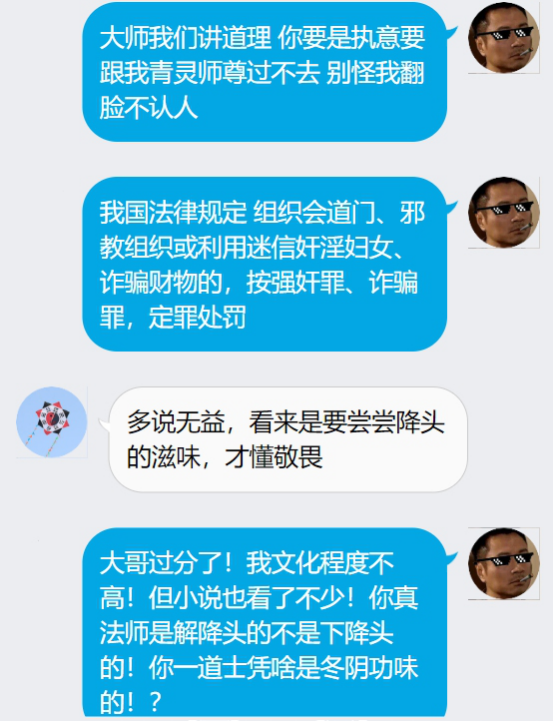 大师我们讲道理 你要是执意要
跟我青灵师尊过不去 别怪我翻
脸不认人
我国法律规定 组织会道门、邪
教组织或利用迷信奸淫妇女、
诈骗财物的，按强奸罪、诈骗
罪，定罪处罚
多说无益，看来是要尝尝降头
的滋味，才懂敬畏
大哥过分了！我文化程度不
高！但小说也看了不少！你真
法师是解降头的不是下降头
的！你一道士凭啥是冬阴功味
的！？